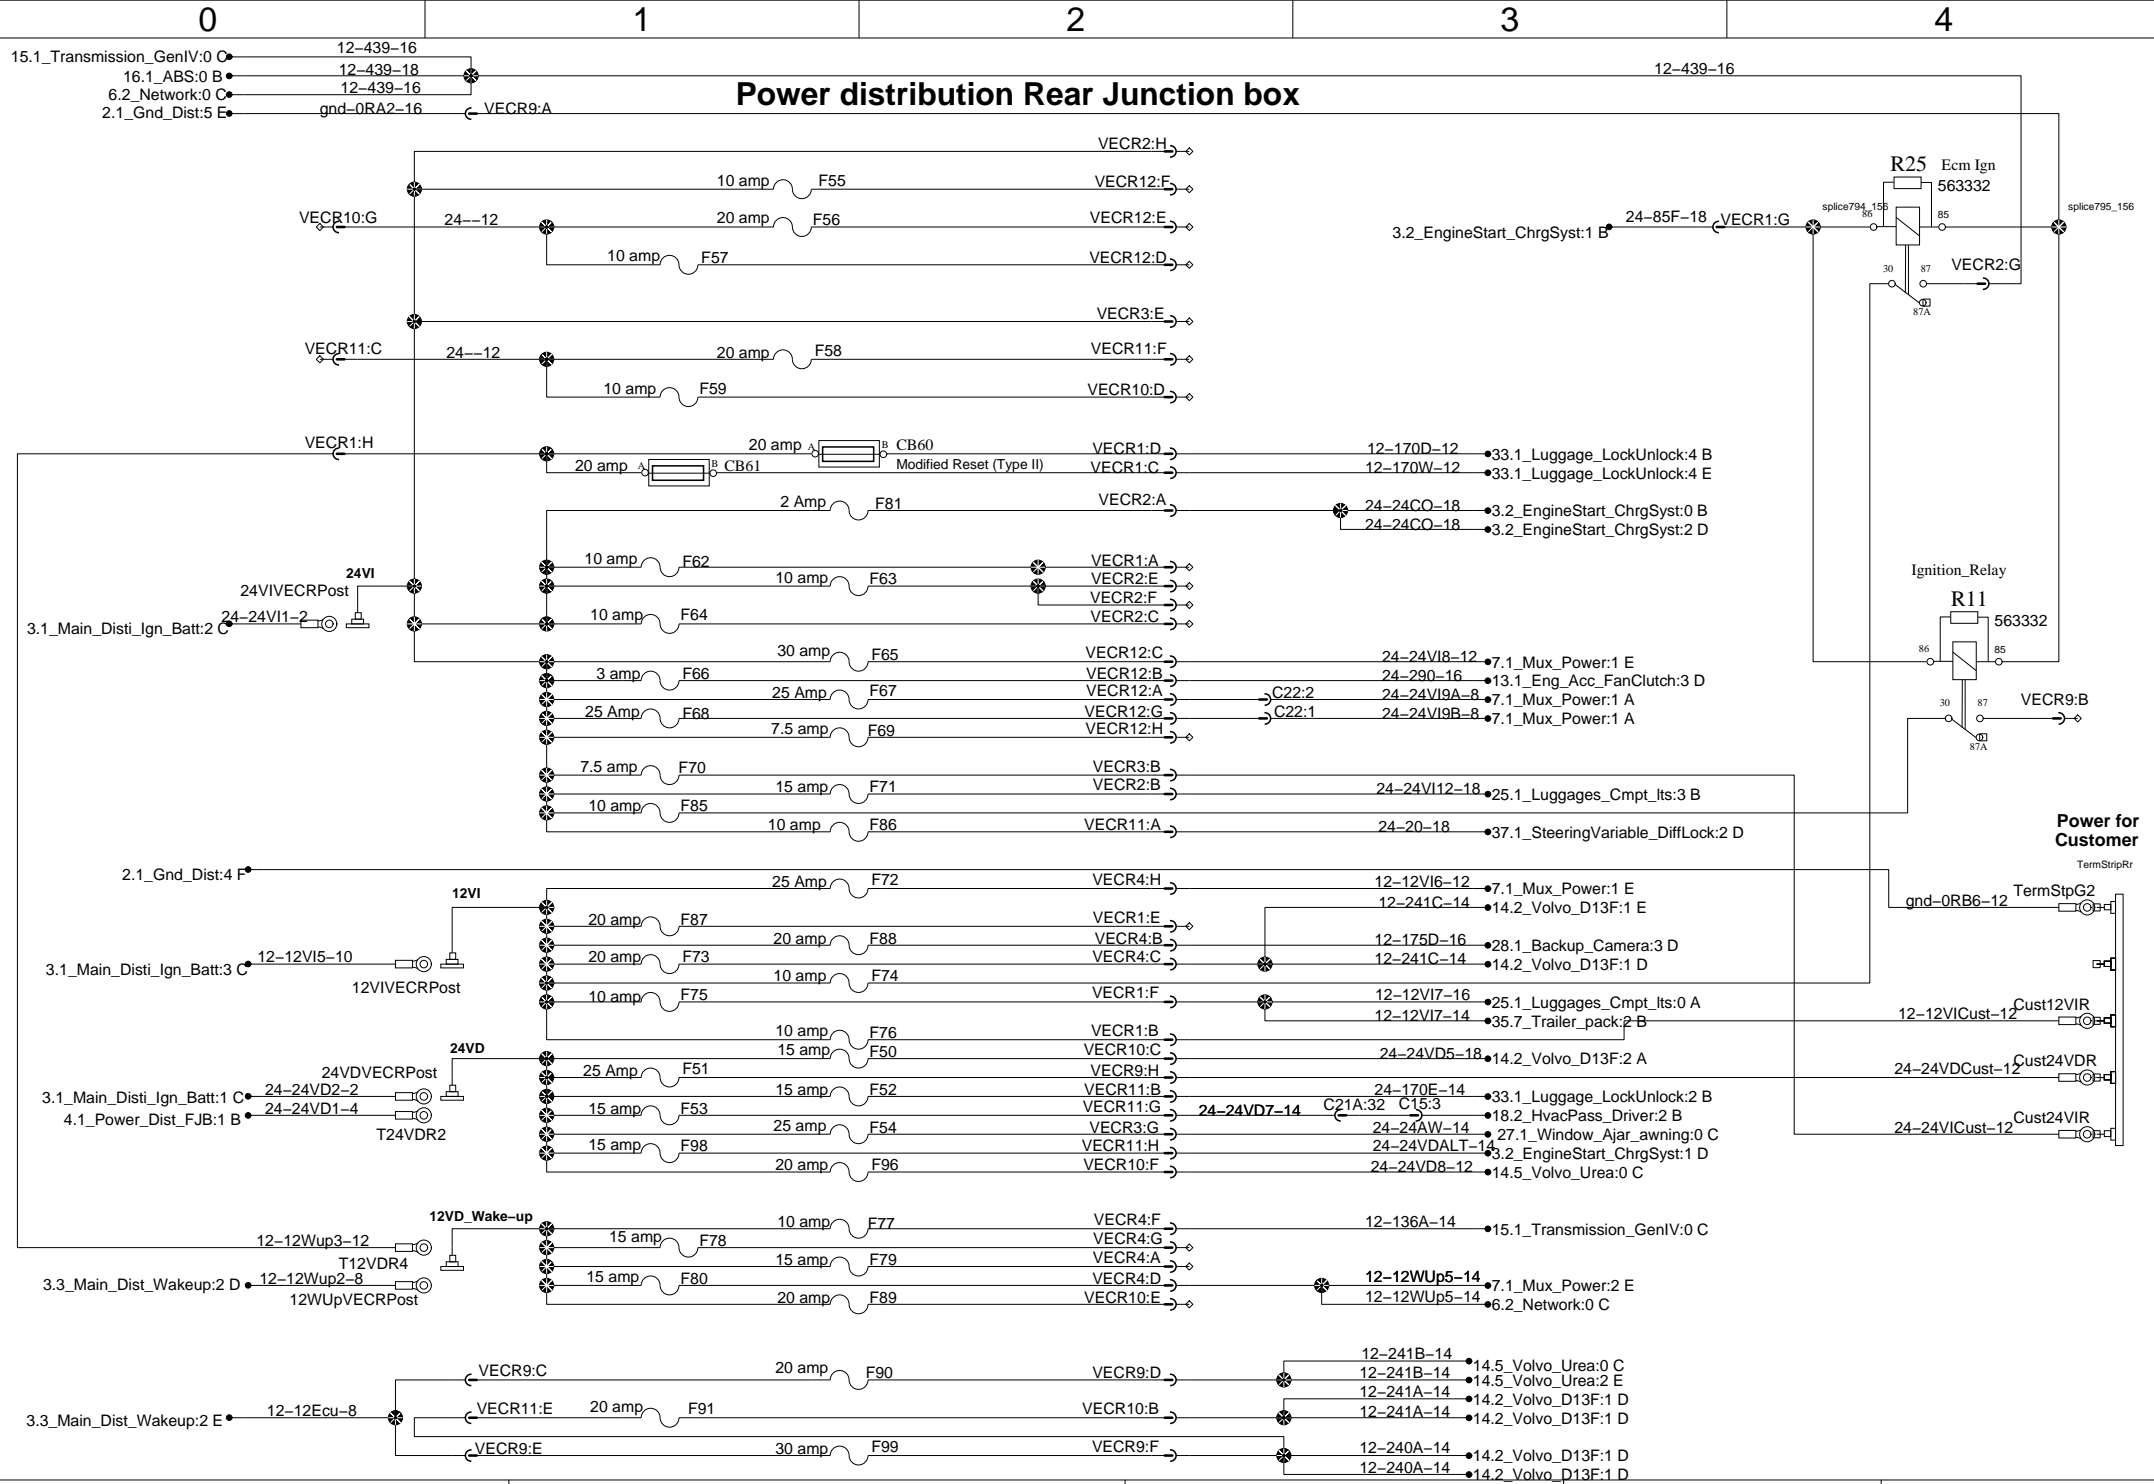 0 1 2 3 4
15.1_Transmission_GenIV:0 C 12-439-16
16.1_ABS:0 B 12-439-18 12-439-16
6.2_Network:0 C 12-439-16
Power distribution Rear Junction box
2.1_Gnd_Dist:5 E gnd-0RA2-16 VECR9:A
VECR2:H
R25 Ecm Ign
563332
10 amp F55 VECR12:F
splice794_156 86 85 splice795_156
VECR10:G 24--12 20 amp F56 VECR12:E
3.2_EngineStart_ChrgSyst:1 B 24-85F-18 VECR1:G
10 amp F57 VECR12:D
30 87 VECR2:G
87A
VECR3:E
VECR11:C 24--12 20 amp F58 VECR11:F
10 amp F59 VECR10:D
VECR1:H 20 amp A B CB60 VECR1:D 12-170D-12 33.1_Luggage_LockUnlock:4 B
20 amp A B CB61 Modified Reset (Type II) VECR1:C 12-170W-12 33.1_Luggage_LockUnlock:4 E
2 Amp F81 VECR2:A 24-24CO-18 3.2_EngineStart_ChrgSyst:0 B
24-24CO-18 3.2_EngineStart_ChrgSyst:2 D
10 amp F62 VECR1:A
24VI
24VIVECRPost
10 amp F63 VECR2:E
VECR2:F
Ignition_Relay
R11
563332
3.1_Main_Disti_Ign_Batt:2 C 24-24VI1-2 10 amp F64 VECR2:C
86 85
30 amp F65 VECR12:C 24-24VI8-12 7.1_Mux_Power:1 E
3 amp F66 VECR12:B 24-290-16 13.1_Eng_Acc_FanClutch:3 D
25 Amp F67 VECR12:A C22:2 24-24VI9A-8 7.1_Mux_Power:1 A
25 Amp F68 VECR12:G C22:1 24-24VI9B-8 7.1_Mux_Power:1 A
30 87 VECR9:B
87A
7.5 amp F69 VECR12:H
7.5 amp F70 VECR3:B
15 amp F71 VECR2:B 24-24VI12-18 25.1_Luggages_Cmpt_lts:3 B
10 amp F85
10 amp F86 VECR11:A 24-20-18 37.1_SteeringVariable_DiffLock:2 D
Power for
Customer
TermStripRr
2.1_Gnd_Dist:4 F
12VI
25 Amp F72 VECR4:H 12-12VI6-12 7.1_Mux_Power:1 E
12-241C-14 14.2_Volvo_D13F:1 E
gnd-0RB6-12 TermStpG2
20 amp F87 VECR1:E
20 amp F88 VECR4:B 12-175D-16 28.1_Backup_Camera:3 D
3.1_Main_Disti_Ign_Batt:3 C 12-12VI5-10 20 amp F73 VECR4:C 12-241C-14 14.2_Volvo_D13F:1 D
12VIVECRPost
10 amp F74
10 amp F75 VECR1:F 12-12VI7-16 25.1_Luggages_Cmpt_lts:0 A
12-12VI7-14 35.7_Trailer_pack:2 B
12-12VICust-12 Cust12VIR
10 amp F76 VECR1:B
24VD
15 amp F50 VECR10:C 24-24VD5-18 14.2_Volvo_D13F:2 A
24VDVECRPost
25 Amp F51 VECR9:H 24-24VDCust-12 Cust24VDR
3.1_Main_Disti_Ign_Batt:1 C 24-24VD2-2 15 amp F52 VECR11:B 24-170E-14 33.1_Luggage_LockUnlock:2 B
4.1_Power_Dist_FJB:1 B 24-24VD1-4 15 amp F53 VECR11:G 24-24VD7-14 C21A:32 C15:3 18.2_HvacPass_Driver:2 B
T24VDR2
25 amp F54 VECR3:G 24-24AW-14 27.1_Window_Ajar_awning:0 C
24-24VICust-12 Cust24VIR
15 amp F98 VECR11:H 24-24VDALT-14 3.2_EngineStart_ChrgSyst:1 D
20 amp F96 VECR10:F 24-24VD8-12 14.5_Volvo_Urea:0 C
12VD_Wake-up
10 amp F77 VECR4:F 12-136A-14 15.1_Transmission_GenIV:0 C
12-12Wup3-12 15 amp F78 VECR4:G
T12VDR4
15 amp F79 VECR4:A
3.3_Main_Dist_Wakeup:2 D 12-12Wup2-8 15 amp F80 VECR4:D 12-12WUp5-14 7.1_Mux_Power:2 E
12WUpVECRPost
20 amp F89 VECR10:E 12-12WUp5-14 6.2_Network:0 C
12-241B-14 14.5_Volvo_Urea:0 C
VECR9:C 20 amp F90 VECR9:D 12-241B-14 14.5_Volvo_Urea:2 E
12-241A-14 14.2_Volvo_D13F:1 D
3.3_Main_Dist_Wakeup:2 E 12-12Ecu-8 VECR11:E 20 amp F91 VECR10:B 12-241A-14 14.2_Volvo_D13F:1 D
VECR9:E 30 amp F99 VECR9:F 12-240A-14 14.2_Volvo_D13F:1 D
12-240A-14 14.2_Volvo_D13F:1 D